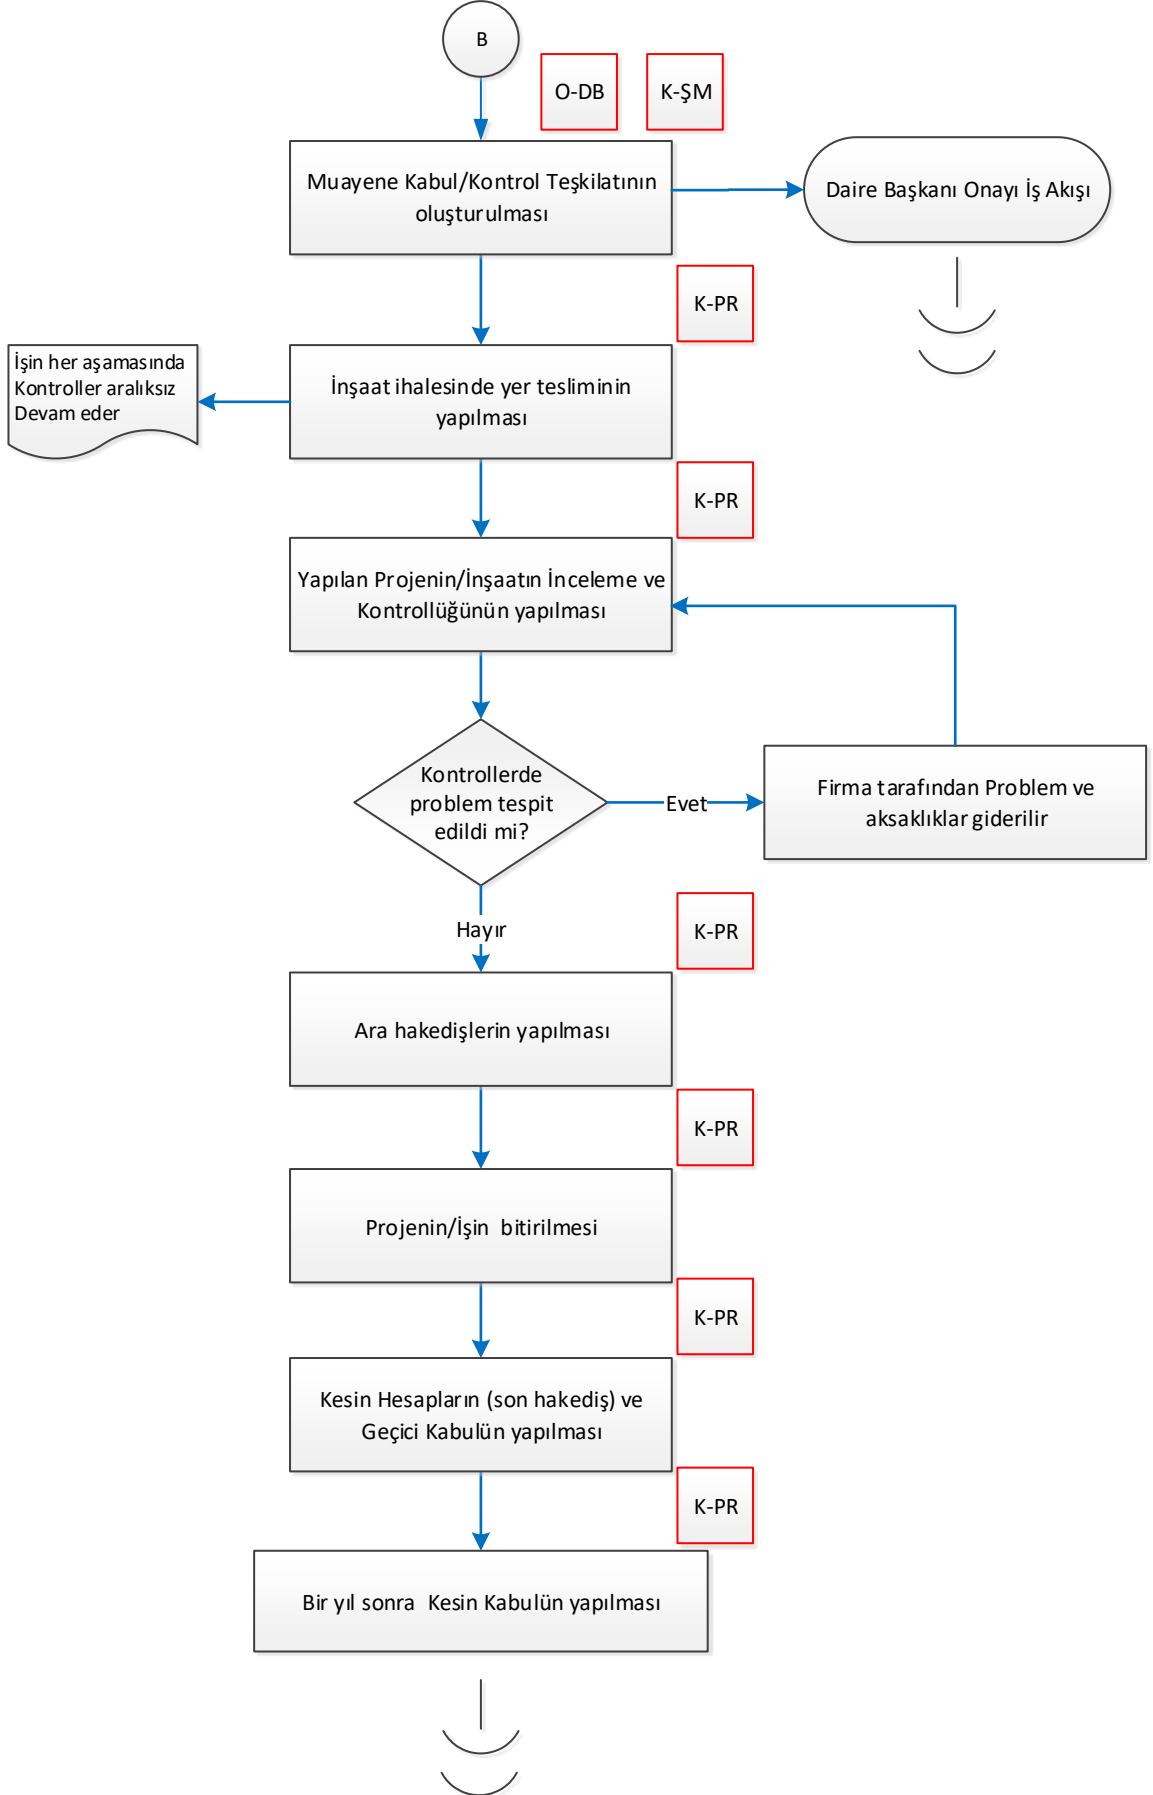 B
O-DB
K-ŞM
Muayene Kabul/Kontrol Teşkilatının
oluşturulması
Daire Başkanı Onayı İş Akışı
K-PR
İşin her aşamasında
Kontroller aralıksız
Devam eder
İnşaat ihalesinde yer tesliminin
yapılması
K-PR
Yapılan Projenin/İnşaatın İnceleme ve
Kontrollüğünün yapılması
Kontrollerde
problem tespit
edildi mi?
Evet
Firma tarafından Problem ve
aksaklıklar giderilir
Hayır
K-PR
Ara hakedişlerin yapılması
K-PR
Projenin/İşin  bitirilmesi
K-PR
Kesin Hesapların (son hakediş) ve
Geçici Kabulün yapılması
K-PR
Bir yıl sonra  Kesin Kabulün yapılması